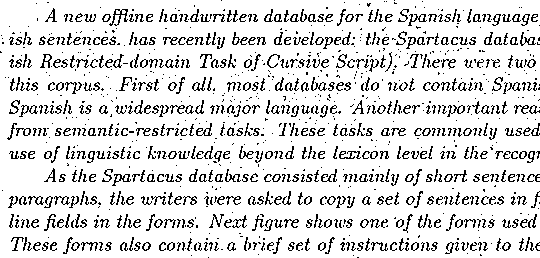 A new offline handwritten database for the Spanish language
ish sentences, has recently been developed: the Spartacus databas
ish Restricted-domain Task of Cursive Script). There were two
this corpus. First of all, most databases do not contain Spani
Spanish is a widespread major language. Another important rea
from semantic-restricted tasks. These tasks are commonly used
use of linguistic knowledge beyond the lexicon level in the recog
As the Spartacus database consisted mainly of short sentence
paragraphs, the writers were asked to copy a set of sentences in f
line fields in the forms. Next figure shows one of the forms used
These forms also contain a brief set of instructions given to the